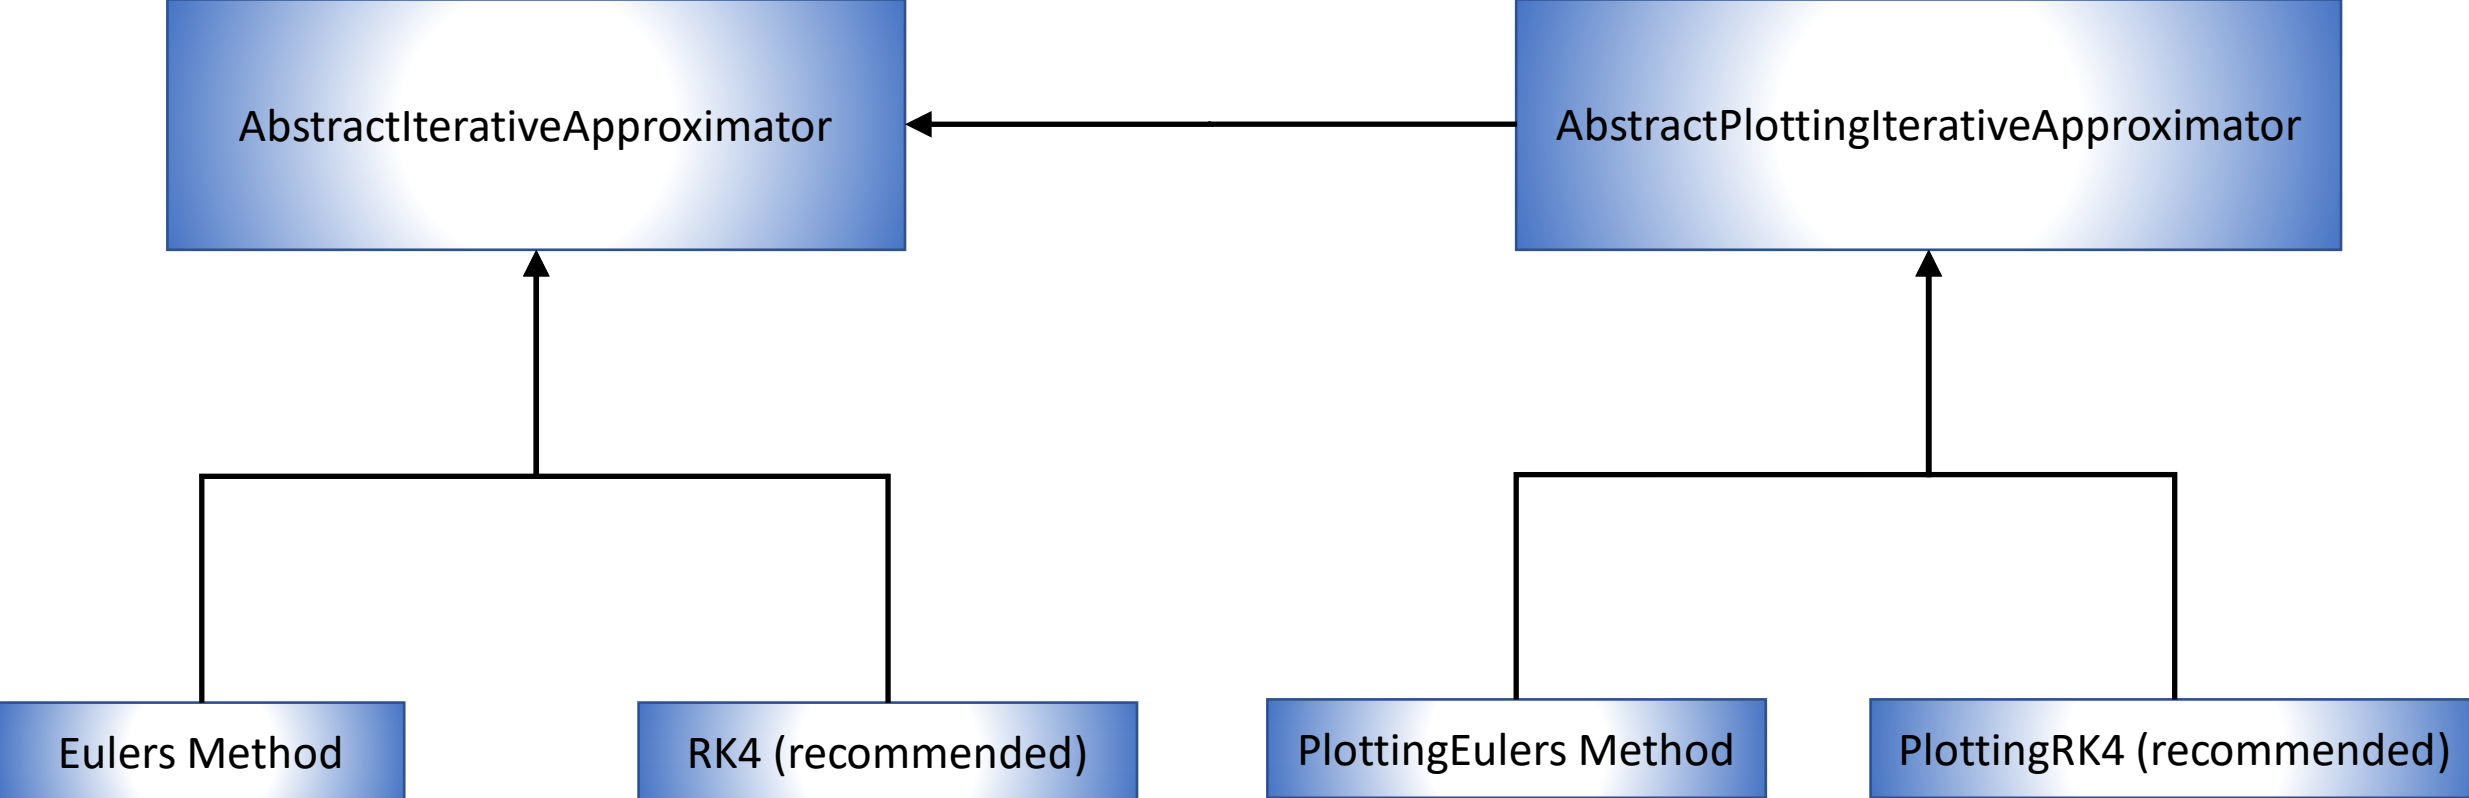 AbstractIterativeApproximator
AbstractPlottingIterativeApproximator
Eulers Method
RK4 (recommended)
PlottingEulers Method
PlottingRK4 (recommended)